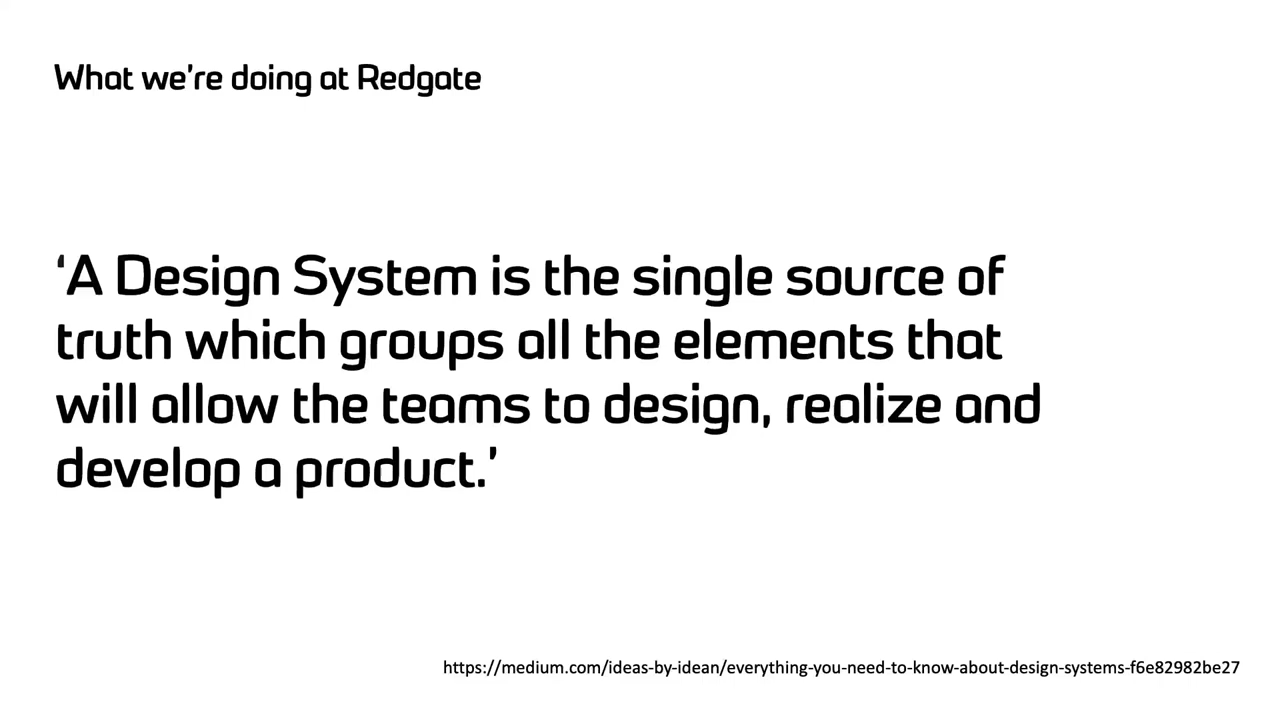 What we're doing at Redgate
‘A Design System is the single source of
truth which groups all the elements that
will allow the teams to design, realize and
develop a product.’
https://medium.com/ideas-by-idean/everything-you-need-to-know-about-design-systems-f6e82982be27